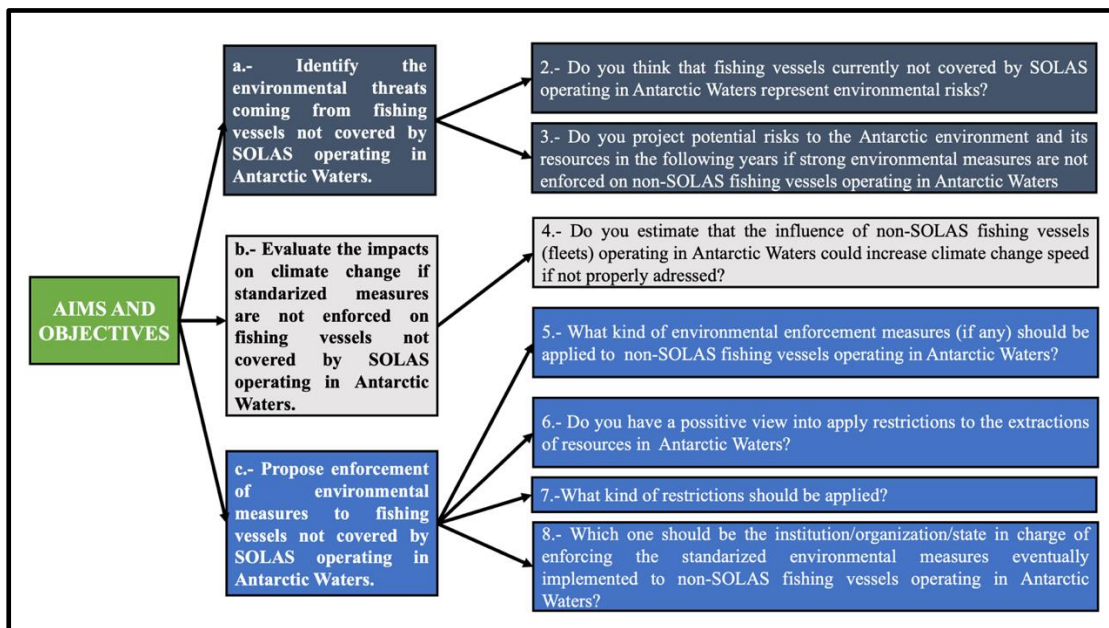 AIMS AND
OBJECTIVES
a.- Identify the
environmental threats
coming from fishing
vessels not covered by
SOLAS operating in
Antarctic Waters.
2.- Do you think that fishing vessels currently not covered by SOLAS
operating in Antarctic Waters represent environmental risks?
3.- Do you project potential risks to the Antarctic environment and its
resources in the following years if strong environmental measures are not
enforced on non-SOLAS fishing vessels operating in Antarctic Waters
b.- Evaluate the impacts
on climate change if
standarized measures
are not enforced on
fishing vessels not
covered by SOLAS
operating in Antarctic
Waters.
4.- Do you estimate that the influence of non-SOLAS fishing vessels
(fleets) operating in Antarctic Waters could increase climate change speed
if not properly adressed?
c.- Propose enforcement
of environmental
measures to fishing
vessels not covered by
SOLAS operating in
Antarctic Waters.
5.- What kind of environmental enforcement measures (if any) should be
applied to non-SOLAS fishing vessels operating in Antarctic Waters?
6.- Do you have a possitive view into apply restrictions to the extractions
of resources in Antarctic Waters?
7.-What kind of restrictions should be applied?
8.- Which one should be the institution/organization/state in charge of
enforcing the standarized environmental measures eventually
implemented to non-SOLAS fishing vessels operating in Antarctic
Waters?